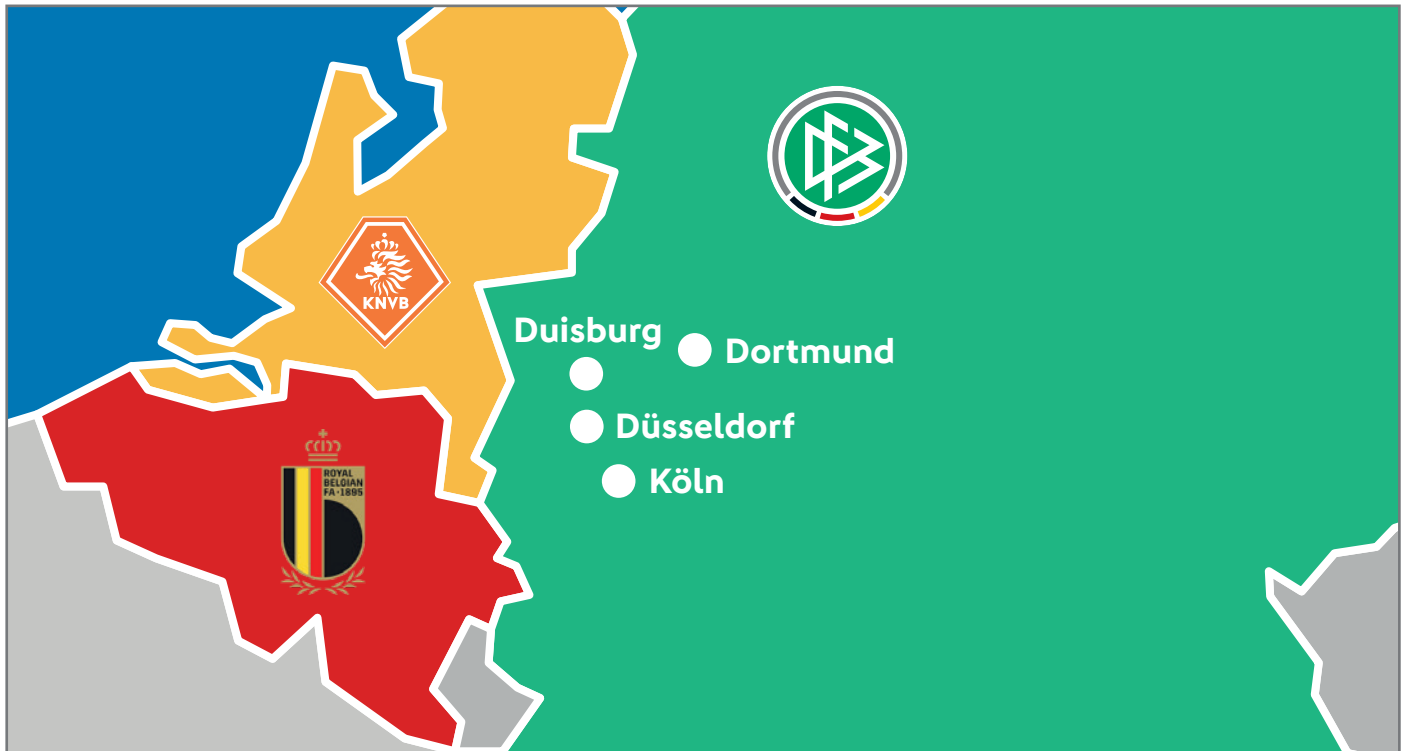 KNVB
Duisburg
Dortmund
Düsseldorf
Köln
ROYAL
BELGIAN
FA-1895